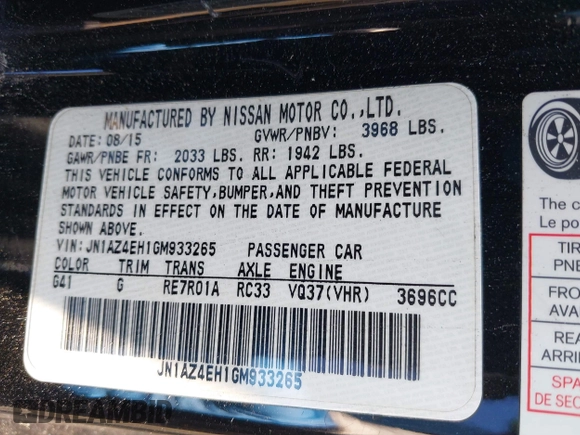 MANUFACTURED BY NISSAN MOTOR CO.,LTD.
DATE: 08/15 GVWR/PNBV: 3968 LBS.
GAWR/PNBE FR: 2033 LBS. RR: 1942 LBS.
THIS VEHICLE CONFORMS TO ALL APPLICABLE FEDERAL
MOTOR VEHICLE SAFETY,BUMPER,AND THEFT PREVENTION
STANDARDS IN EFFECT ON THE DATE OF MANUFACTURE
SHOWN ABOVE.
VIN: JN1AZ4EH1GM933265 PASSENGER CAR
COLOR TRIM TRANS AXLE ENGINE
G41 G RE7R01A RC33 VQ37(VHR) 3696CC
JN1AZ4EH1GM933265
The c
Le po
TIR
PNE
FRO
AVA
REA
ARRIÈ
SPA
DE SEC
DREAMBID